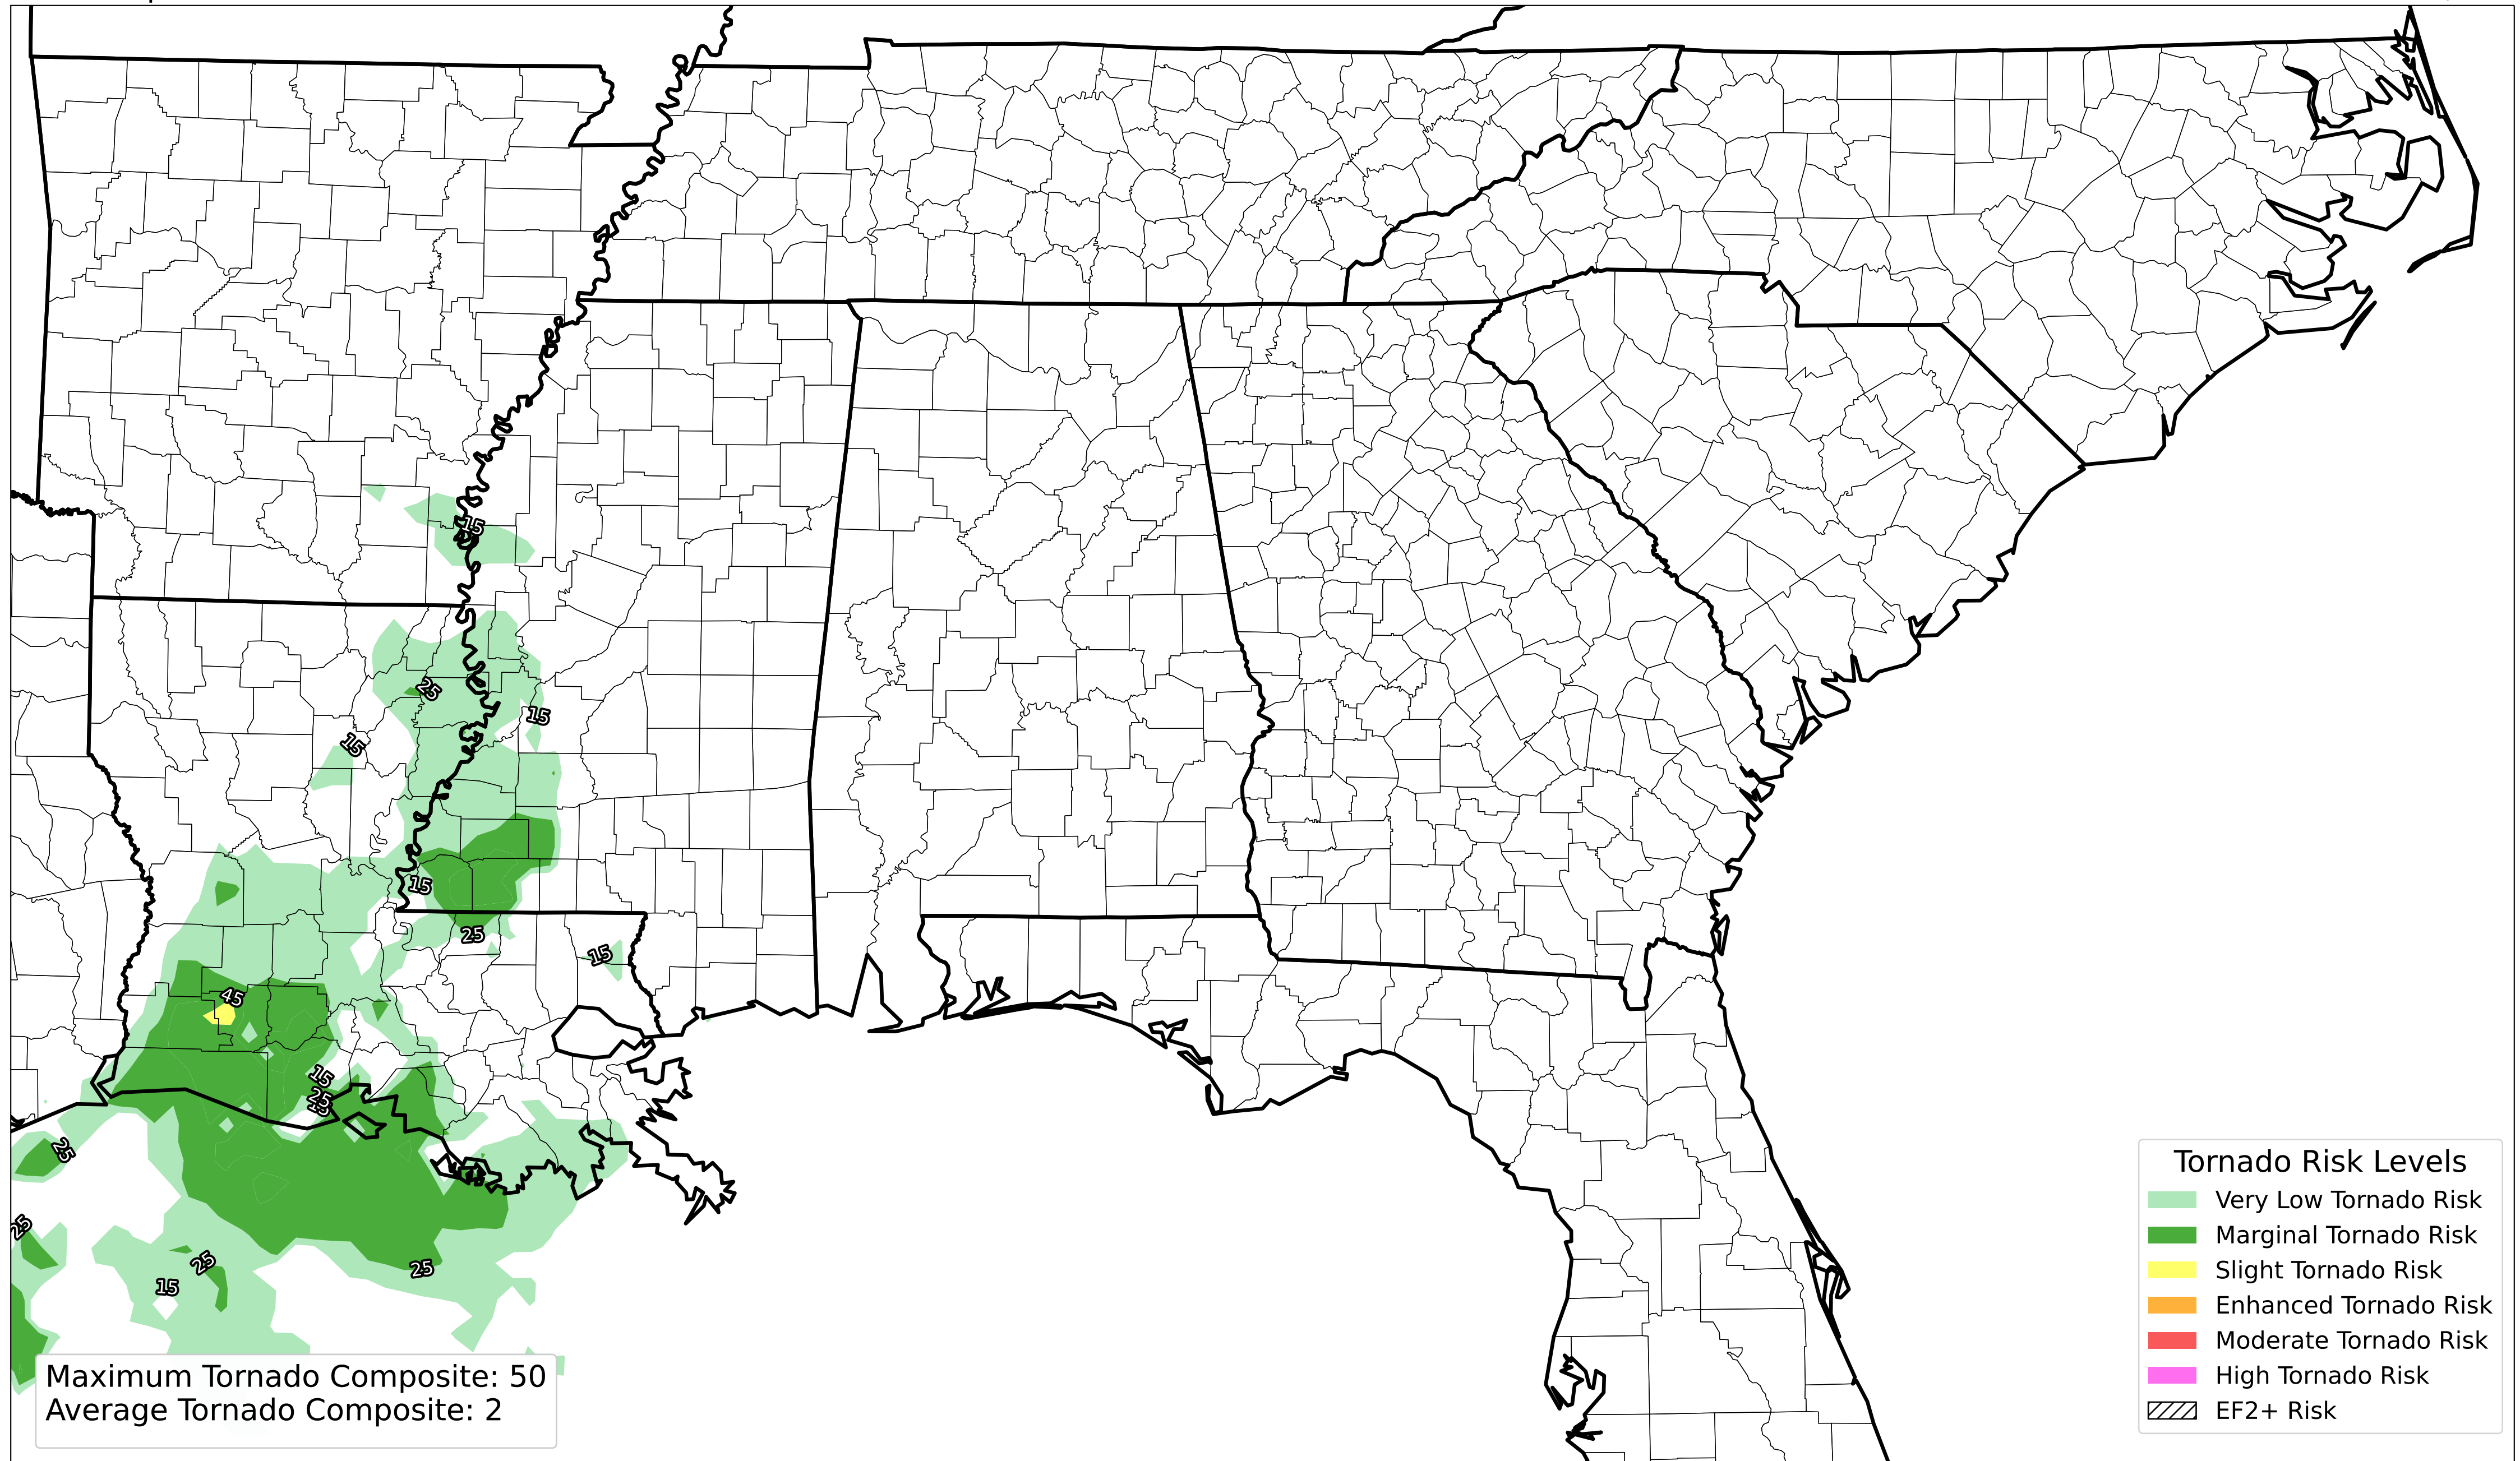 15
25
15
15
15
25
15
45
15
25
15
25
25
25
25
15
Tornado Risk Levels
Very Low Tornado Risk
Marginal Tornado Risk
Slight Tornado Risk
Enhanced Tornado Risk
Moderate Tornado Risk
High Tornado Risk
EF2+ Risk
Maximum Tornado Composite: 50
Average Tornado Composite: 2